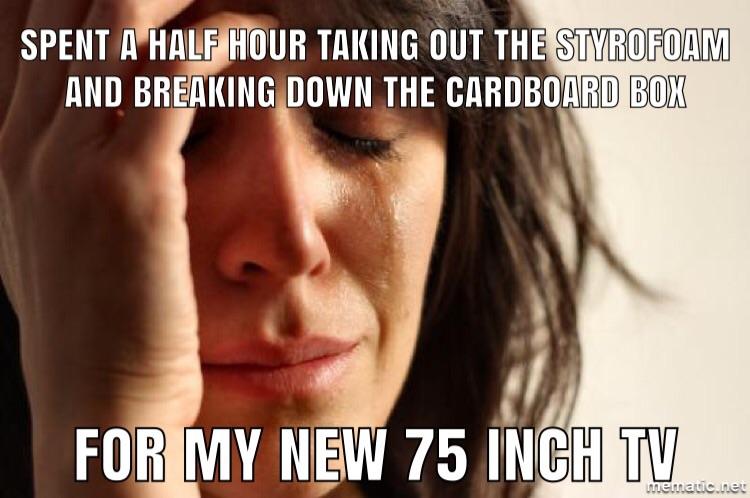 SPENT A HALF HOUR TAKING OUT THE STYROFOAM
AND BREAKING DOWN THE CARDBOARD BOX
FOR MY NEW 75 INCH TV
mematic.net